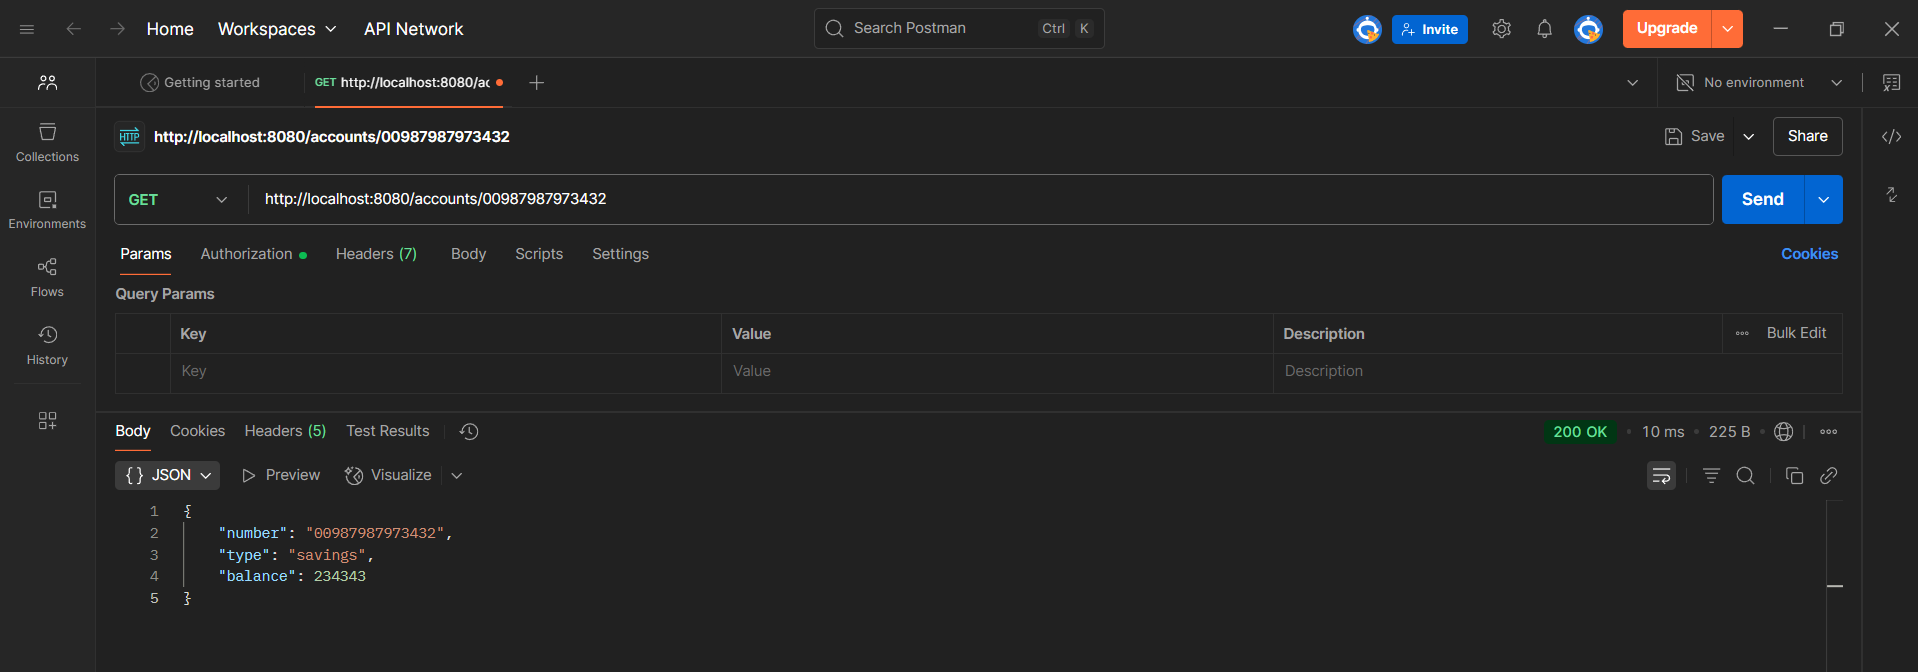 Home Workspaces API Network Search Postman Ctrl K Invite Upgrade
Getting started GET http://localhost:8080/ac No environment
HTTP http://localhost:8080/accounts/00987987973432 Save Share
Collections
GET http://localhost:8080/accounts/00987987973432 Send
Environments
Params Authorization Headers (7) Body Scripts Settings Cookies
Flows
Query Params
Key Value Description Bulk Edit
History
Key Value Description
Body Cookies Headers (5) Test Results 200 OK 10 ms 225 B
{} JSON Preview Visualize
1 {
2 "number": "00987987973432",
3 "type": "savings",
4 "balance": 234343
5 }